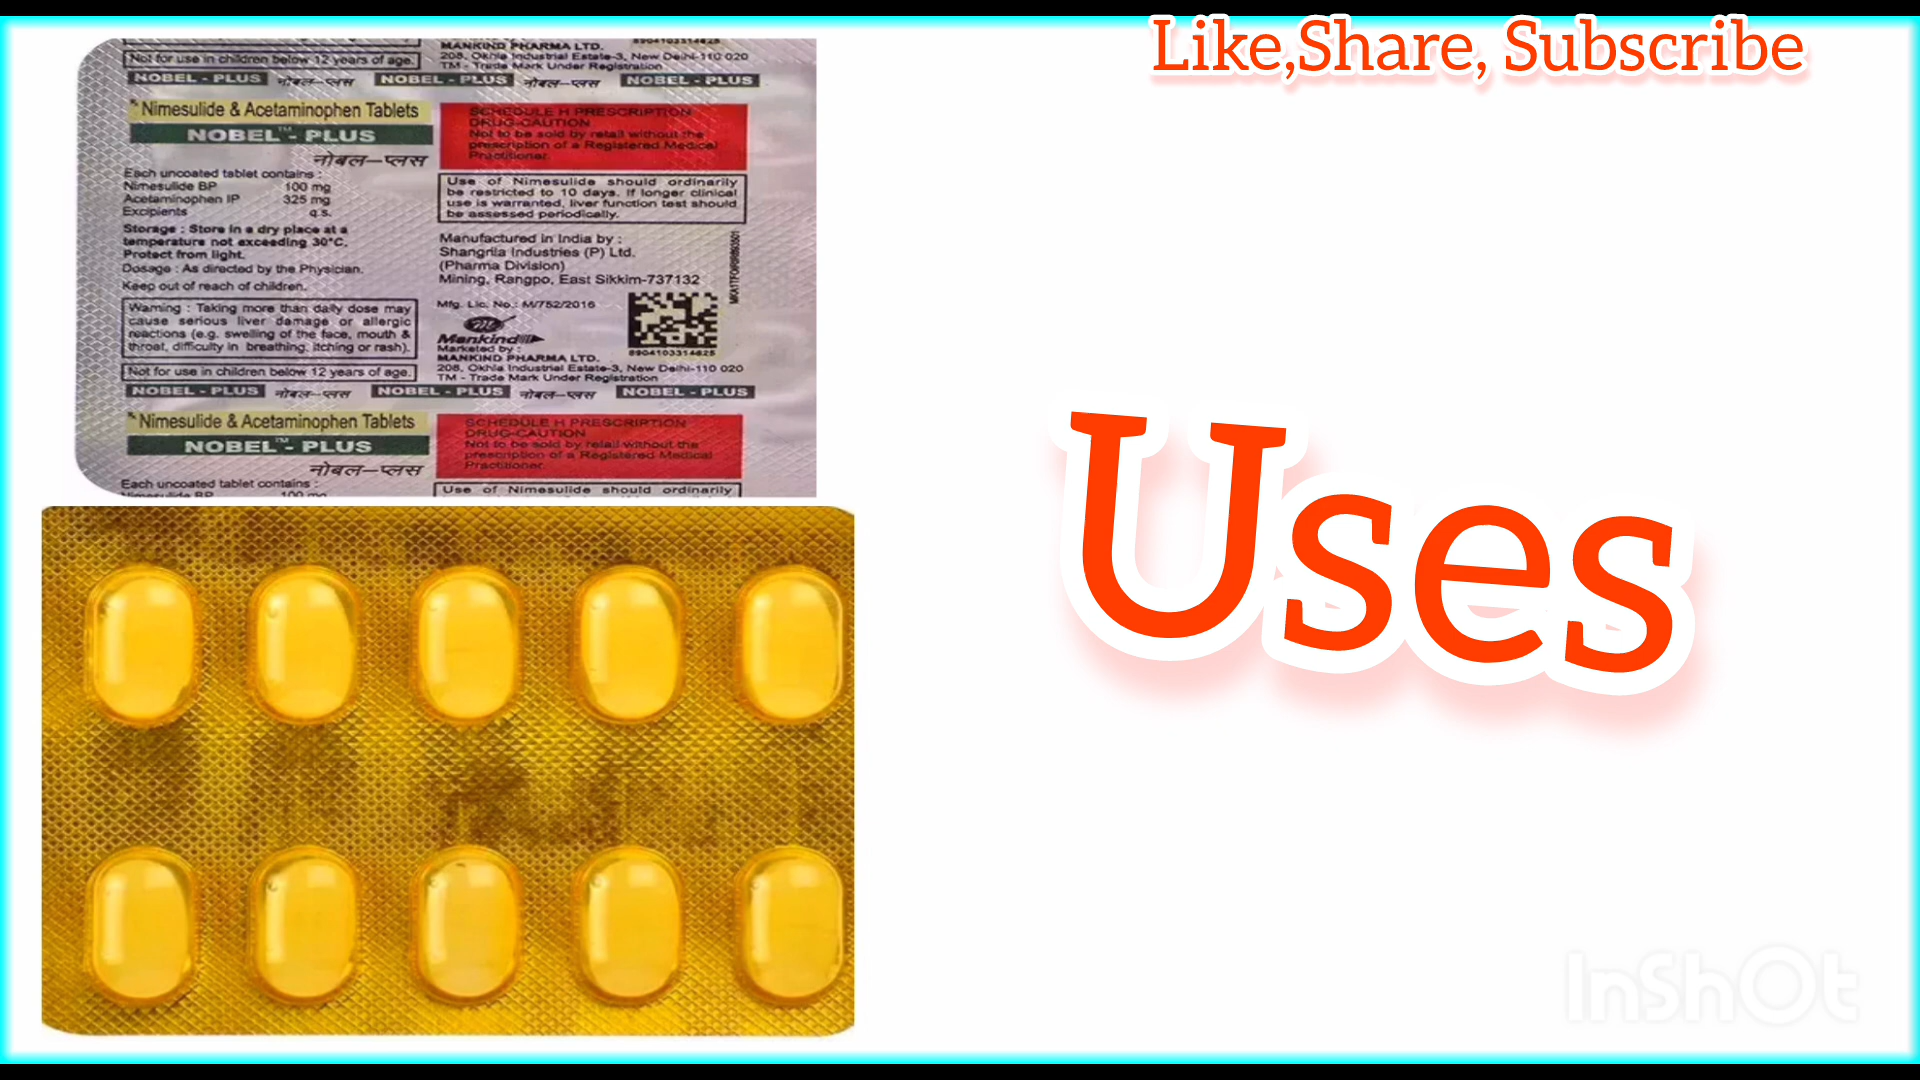 Like,Share, Subscribe
Not for use in children below 12 years of age.
MANKIND PHARMA LTD.
208, Okhla Industrial Estate-3, New Delhi-110 020
TM - Trade Mark Under Registration
NOBEL - PLUS नोबल-प्लस NOBEL - PLUS नोबल-प्लस NOBEL - PLUS
Nimesulide & Acetaminophen Tablets
NOBEL™- PLUS
नोबल-प्लस
Each uncoated tablet contains :
Nimesulide BP 100 mg
Acetaminophen IP 325 mg
Excipients q.s.
Storage : Store in a dry place at a
temperature not exceeding 30°C.
Protect from light.
Dosage : As directed by the Physician.
Keep out of reach of children.
Warning : Taking more than daily dose may
cause serious liver damage or allergic
reactions (e.g. swelling of the face, mouth &
throat, difficulty in breathing, itching or rash).
Not for use in children below 12 years of age.
SCHEDULE H PRESCRIPTION
DRUG-CAUTION
Not to be sold by retail without the
prescription of a Registered Medical
Practitioner.
Use of Nimesulide should ordinarily
be restricted to 10 days. If longer clinical
use is warranted, liver function test should
be assessed periodically.
Manufactured in India by :
Shangrila Industries (P) Ltd.
(Pharma Division)
Mining, Rangpo, East Sikkim-737132
Mfg. Lic. No.: M/752/2016
8904103314625
Mankind
Marketed by :
MANKIND PHARMA LTD.
208, Okhla Industrial Estate-3, New Delhi-110 020
TM - Trade Mark Under Registration
NOBEL - PLUS नोबल-प्लस NOBEL - PLUS नोबल-प्लस NOBEL - PLUS
Nimesulide & Acetaminophen Tablets
NOBEL™- PLUS
नोबल-प्लस
Each uncoated tablet contains :
Nimesulide BP 100 mg
SCHEDULE H PRESCRIPTION
DRUG-CAUTION
Not to be sold by retail without the
prescription of a Registered Medical
Practitioner.
Use of Nimesulide should ordinarily
Uses
InShOt